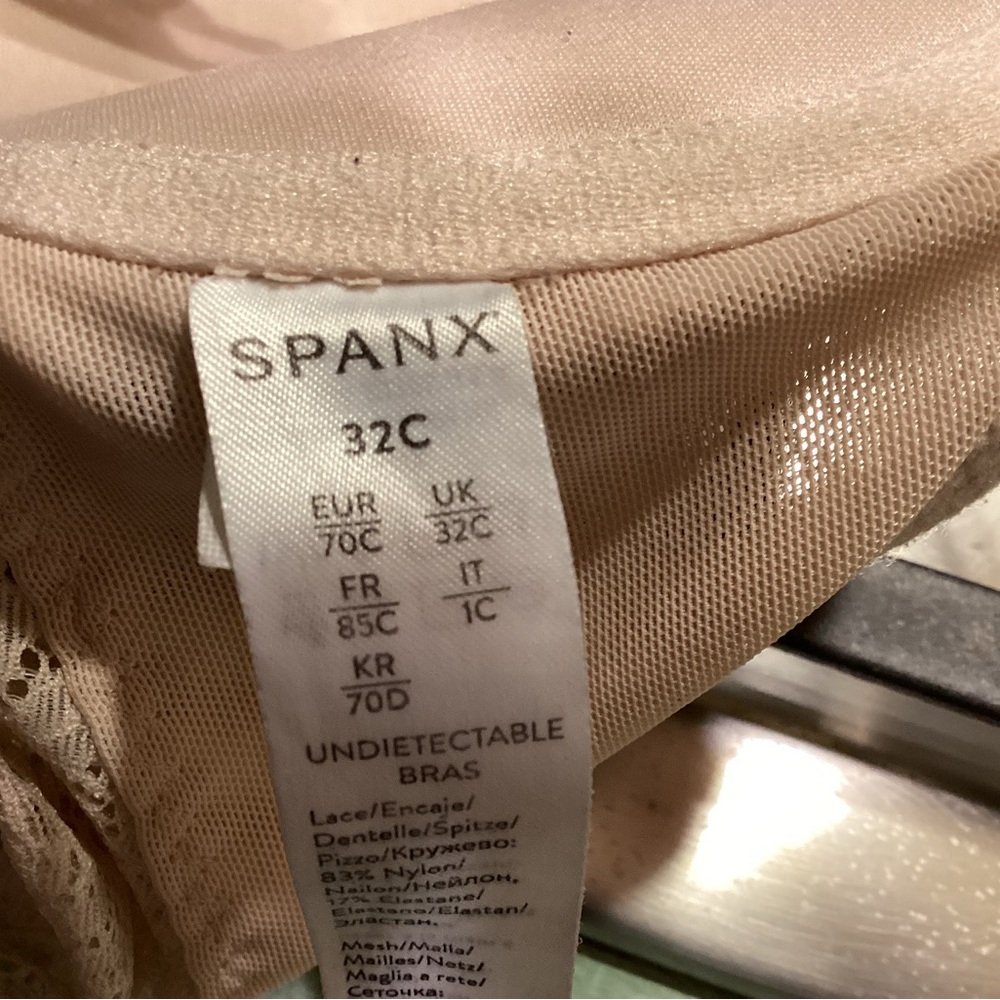 SPANX
32C
EUR UK
70C 32C
FR IT
85C 1C
KR
70D
UNDIETECTABLE
BRAS
Lace/Encaje/
Dentelle/Spitze/
Pizzo/Кружево:
83% Nylon/
Nailon/Нейлон,
17% Elastane/
Elastano/Elastan/
Эластан.
Mesh/Malla/
Mailles/Netz/
Maglia a rete/
Сеточка: